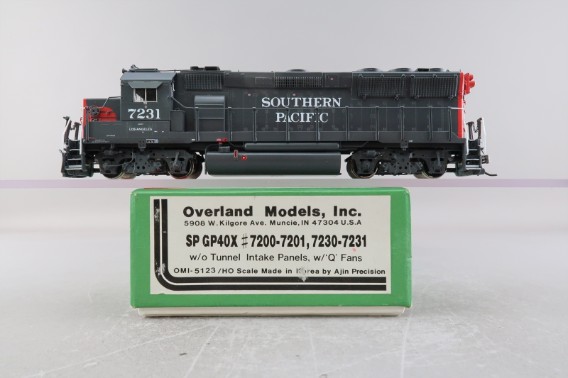 SOUTHERN
PACIFIC
7231
Overland Models, Inc.
5908 W. Kilgore Ave. Muncie, IN 47304 U.S.A
SP GP40X #7200-7201, 7230-7231
w/o Tunnel Intake Panels, w/'Q' Fans
OMI-5123/HO Scale Made in Korea by Ajin Precision